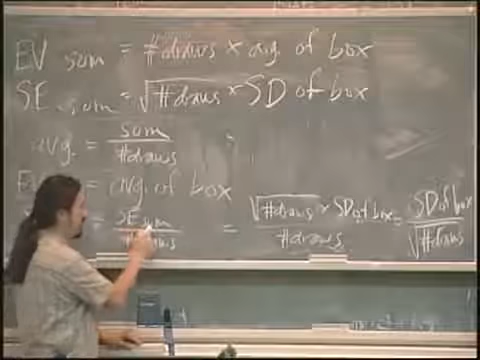 EV sum = #draws × avg. of box
SE sum = √#draws × SD of box
avg. = sum / #draws
EV = avg. of box
= SE sum / #draws = √#draws × SD of box / #draws = SD of box / √#draws